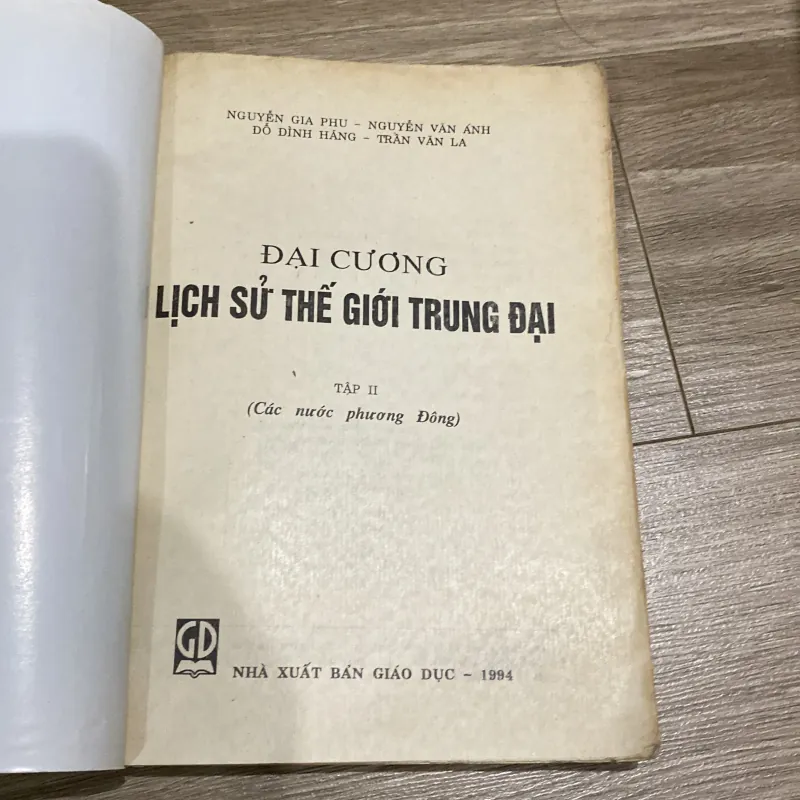 NGUYỄN GIA PHU - NGUYỄN VĂN ÁNH
ĐỖ ĐÌNH HÃNG - TRẦN VĂN LA
ĐẠI CƯƠNG
LỊCH SỬ THẾ GIỚI TRUNG ĐẠI
TẬP II
(Các nước phương Đông)
GD
NHÀ XUẤT BẢN GIÁO DỤC - 1994